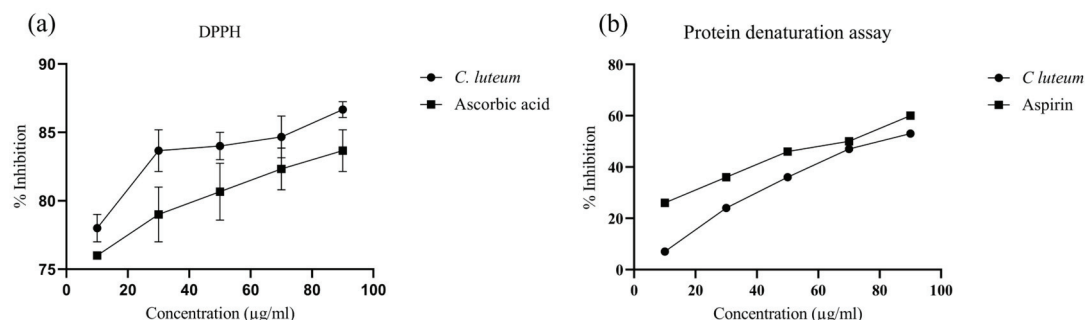 (a)
DPPH
90
85
80
75
% Inhibition
0 20 40 60 80 100
Concentration (µg/ml)
C. luteum
Ascorbic acid
(b)
Protein denaturation assay
80
60
40
20
0
% Inhibition
0 20 40 60 80 100
Concentration (µg/ml)
C luteum
Aspirin